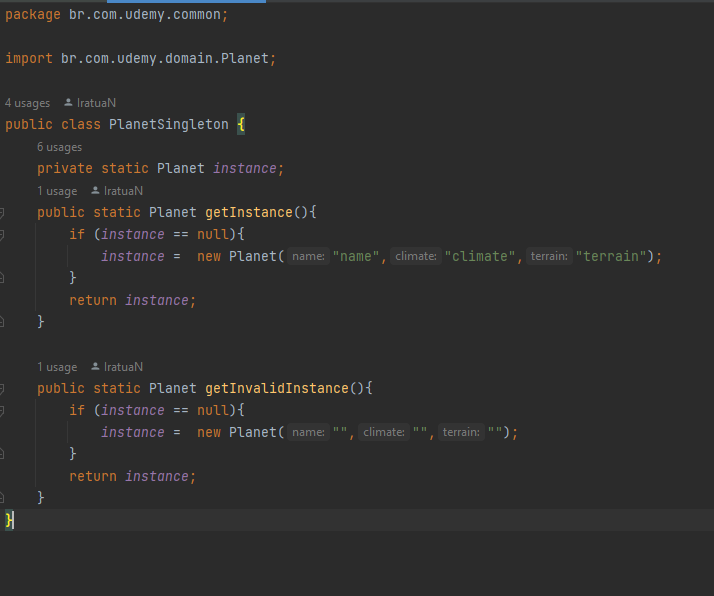 package br.com.udemy.common;
import br.com.udemy.domain.Planet;
4 usages IratuaN
public class PlanetSingleton {
6 usages
private static Planet instance;
1 usage IratuaN
public static Planet getInstance(){
if (instance == null){
instance = new Planet( name: "name", climate: "climate", terrain: "terrain");
}
return instance;
}
1 usage IratuaN
public static Planet getInvalidInstance(){
if (instance == null){
instance = new Planet( name: "", climate: "", terrain: "");
}
return instance;
}
}